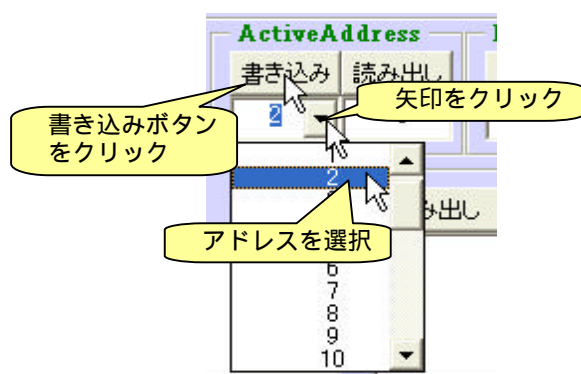 ActiveAddress
書き込み 読み出し
矢印をクリック
2
書き込みボタン
をクリック
1
2
み出し
アドレスを選択
6
7
8
9
10